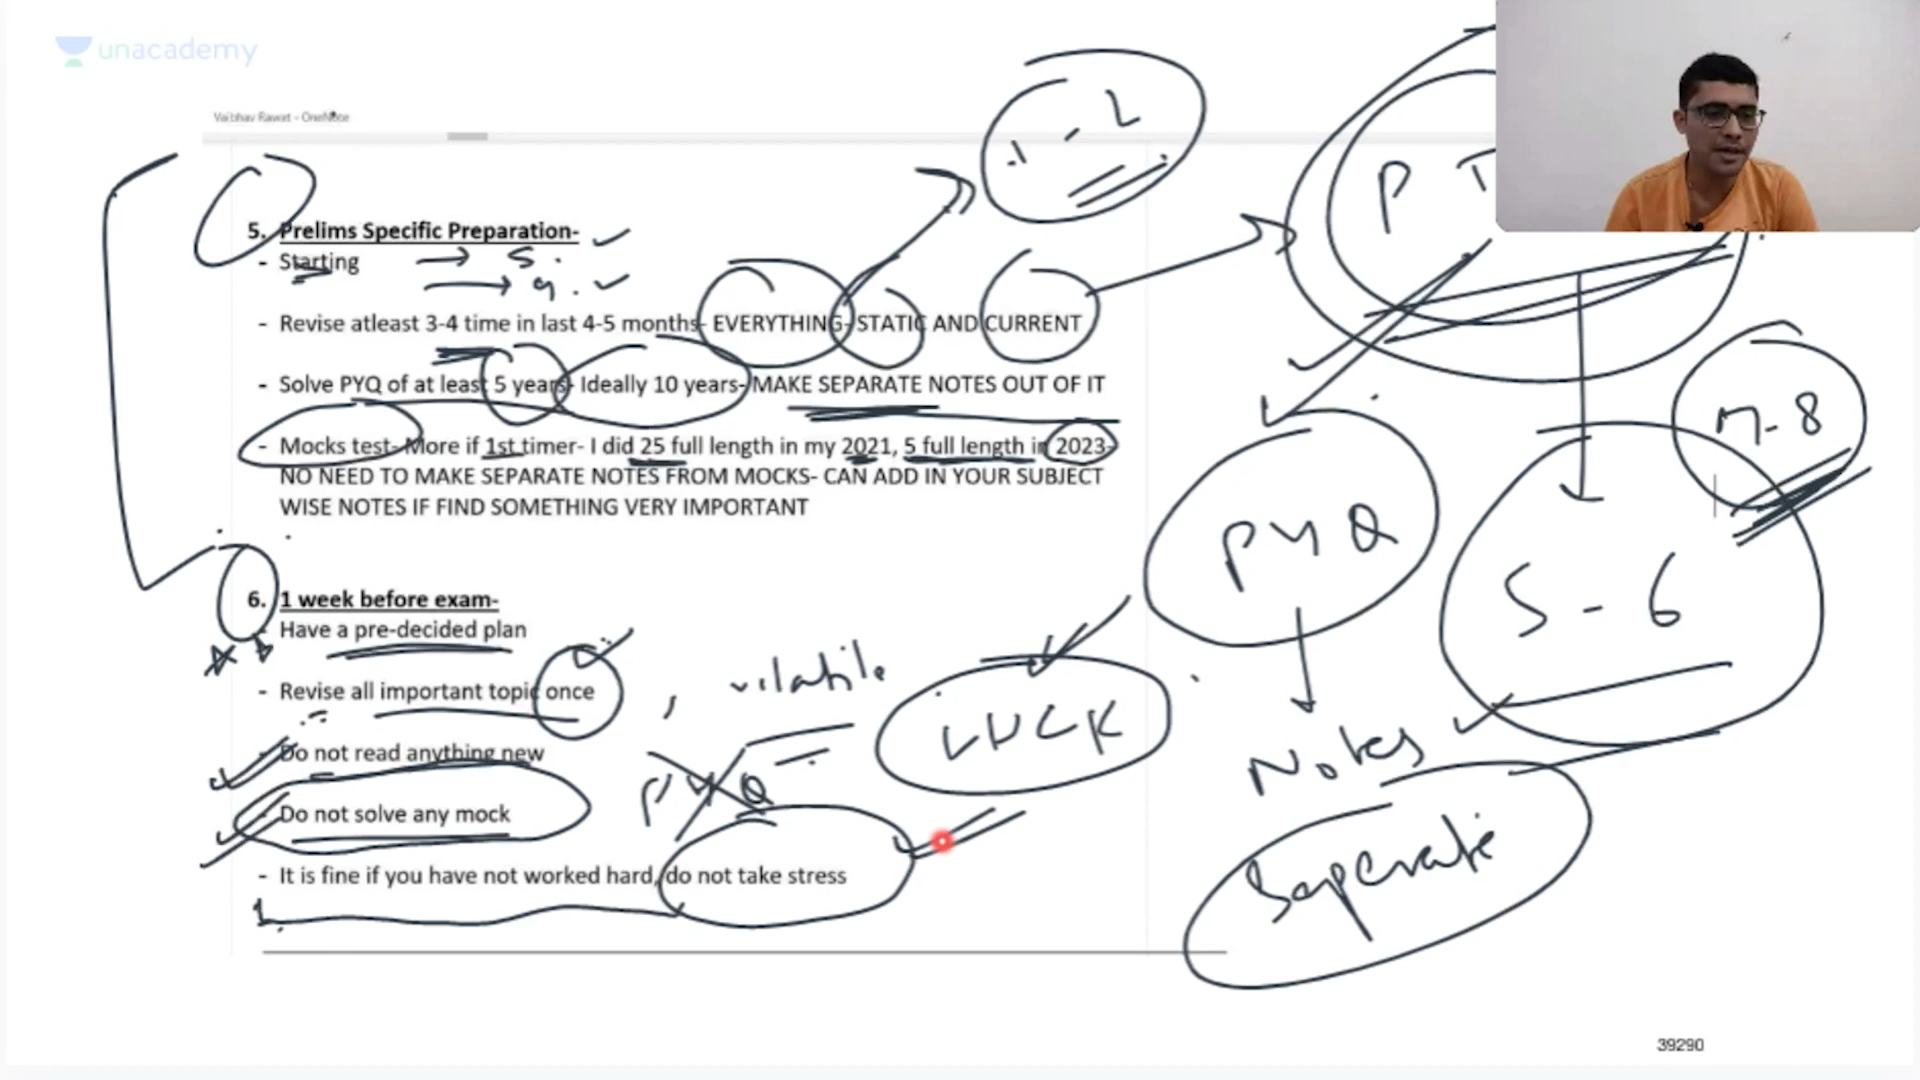 unacademy
Vaibhav Rawat - OneNote
1 - 2
P T
5. Prelims Specific Preparation-
- Starting → 5.
→ 9.
- Revise atleast 3-4 time in last 4-5 months- EVERYTHING- STATIC AND CURRENT
- Solve PYQ of at least 5 years- Ideally 10 years- MAKE SEPARATE NOTES OUT OF IT
- Mocks test- More if 1st timer- I did 25 full length in my 2021, 5 full length in 2023-
NO NEED TO MAKE SEPARATE NOTES FROM MOCKS- CAN ADD IN YOUR SUBJECT
WISE NOTES IF FIND SOMETHING VERY IMPORTANT
7-8
PYQ
5-6
6. 1 week before exam-
- Have a pre-decided plan
- Revise all important topic once
volatile
LUCK
Notes
- Do not read anything new
PYQ
- Do not solve any mock
Seperate
- It is fine if you have not worked hard, do not take stress
39290